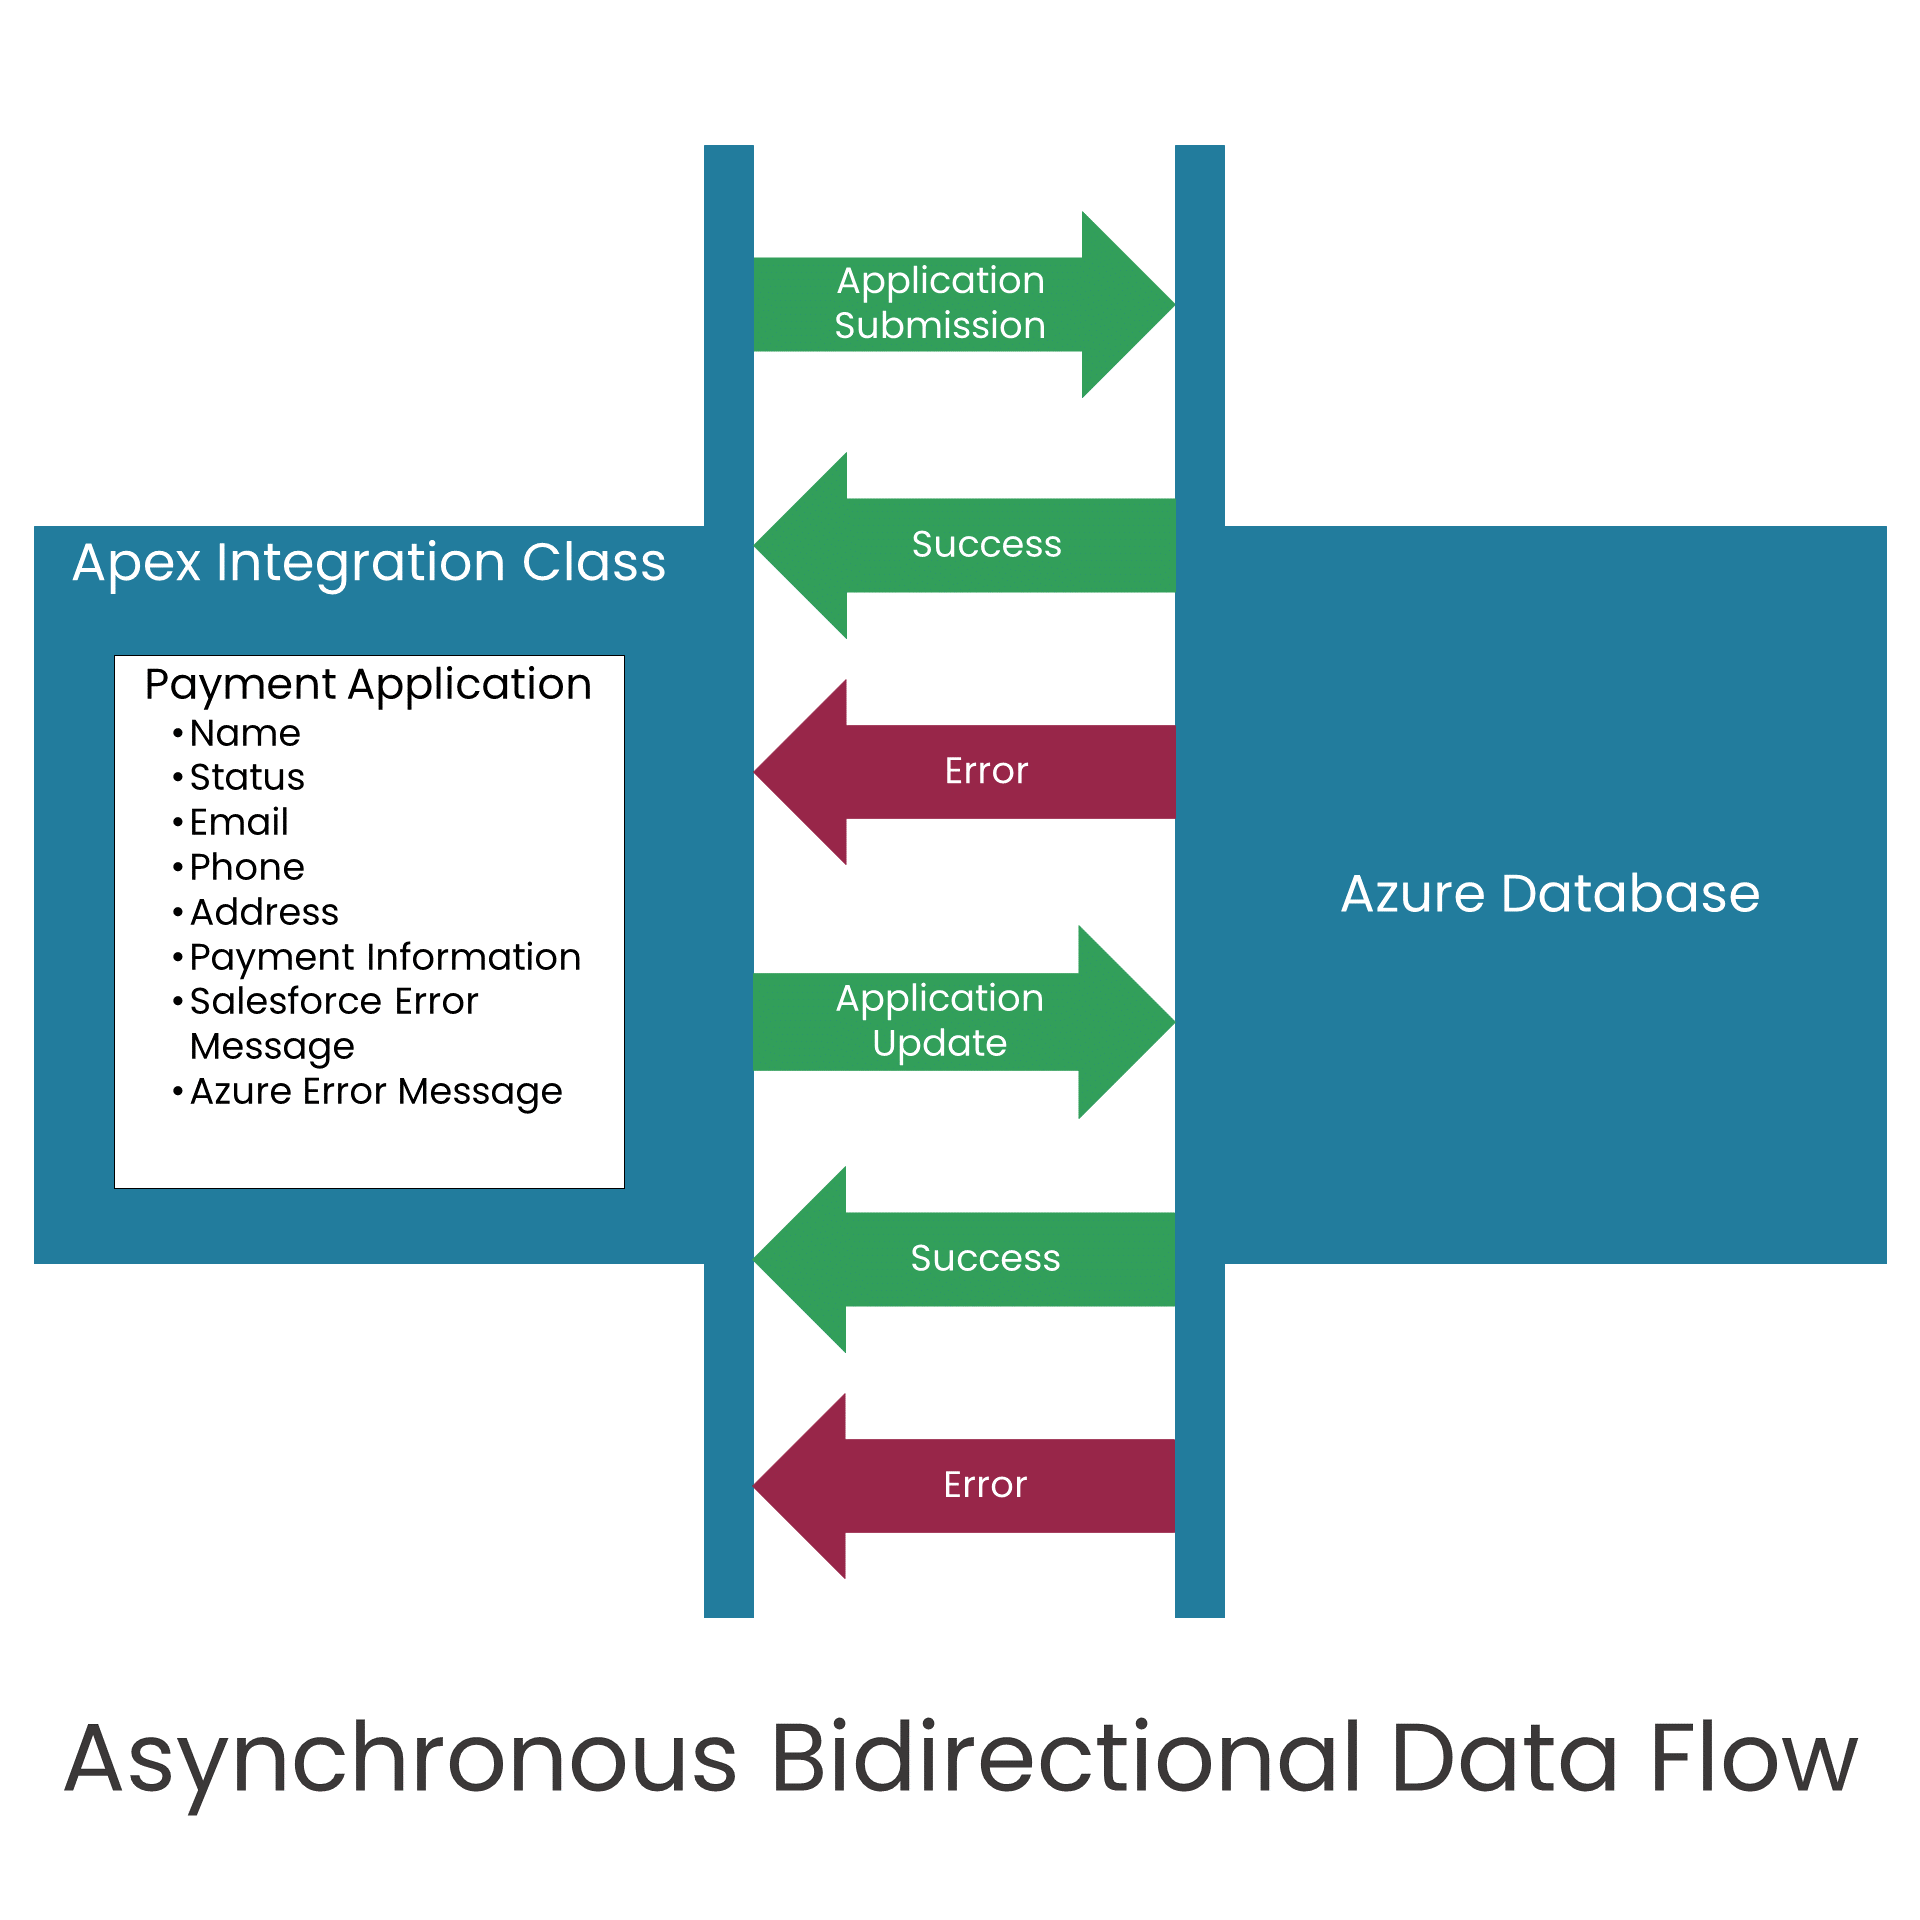 Application
Submission
Success
Apex Integration Class
Payment Application
• Name
• Status
• Email
• Phone
• Address
• Payment Information
• Salesforce Error
Message
• Azure Error Message
Error
Azure Database
Application
Update
Success
Error
Asynchronous Bidirectional Data Flow